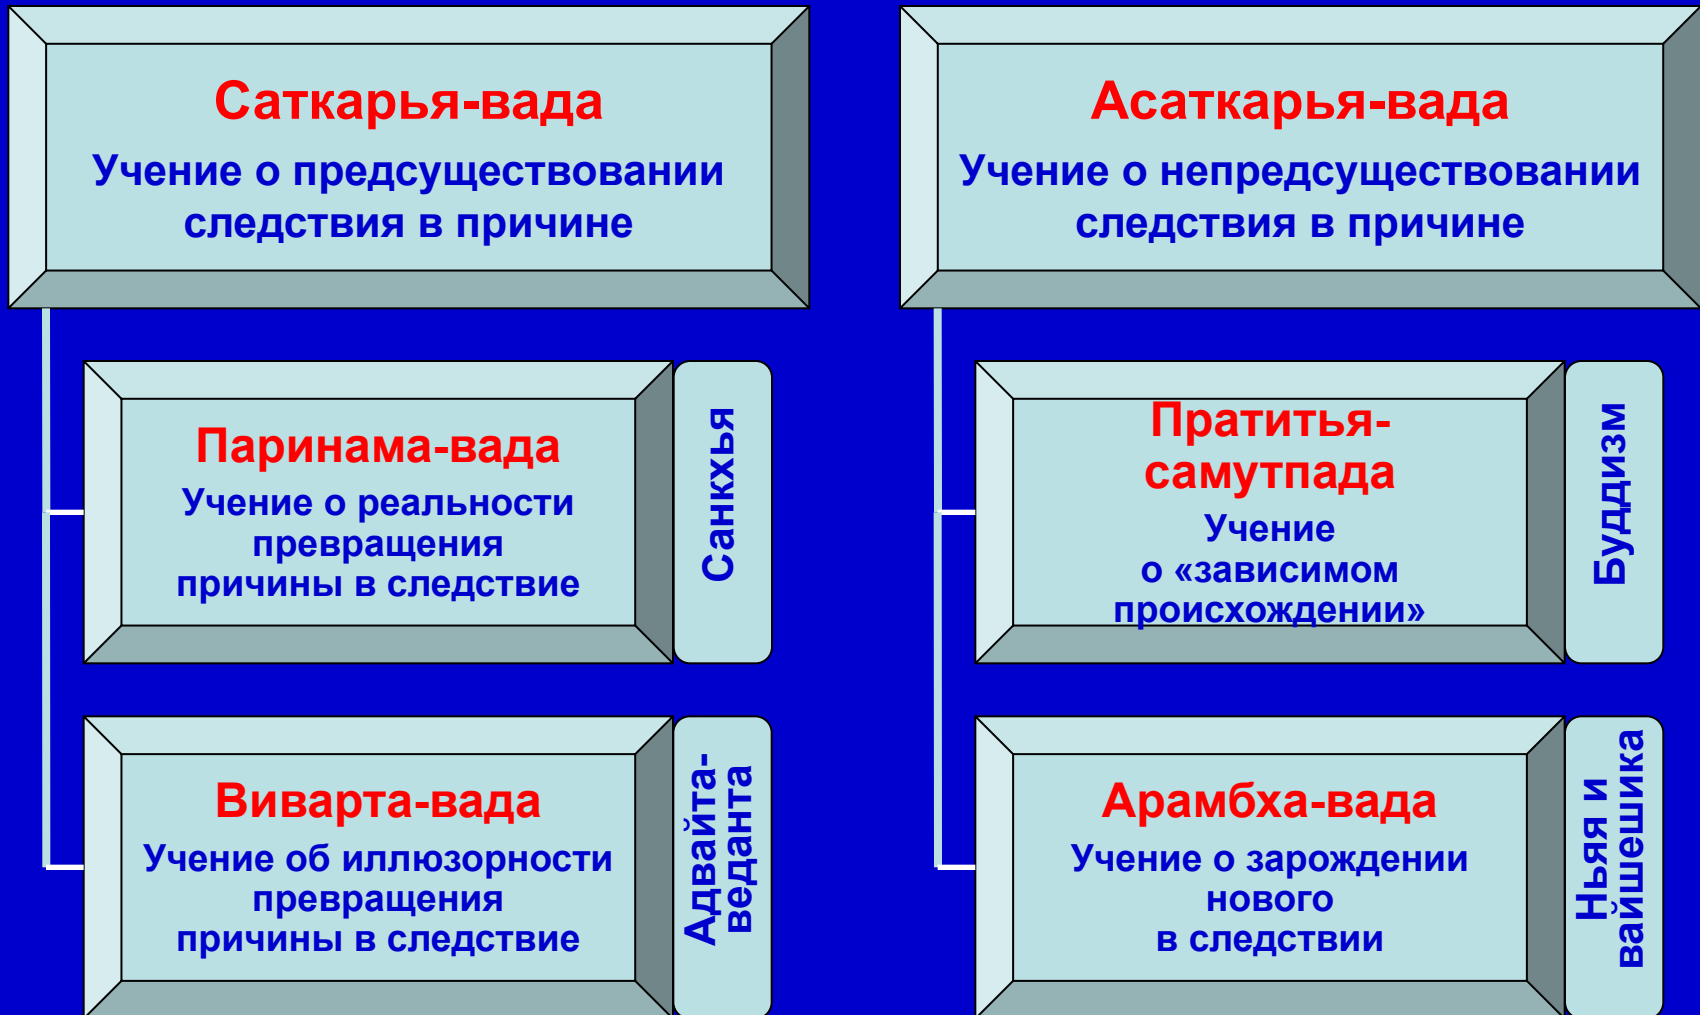 Саткарья-вада
Учение о предсуществовании
следствия в причине
Паринама-вада
Учение о реальности
превращения
причины в следствие
Санкхья
Виварта-вада
Учение об иллюзорности
превращения
причины в следствие
Адвайта-
веданта
Асаткарья-вада
Учение о непредсуществовании
следствия в причине
Пратитья-
самутпада
Учение
о «зависимом
происхождении»
Буддизм
Арамбха-вада
Учение о зарождении
нового
в следствии
Ньяя и
вайшешика